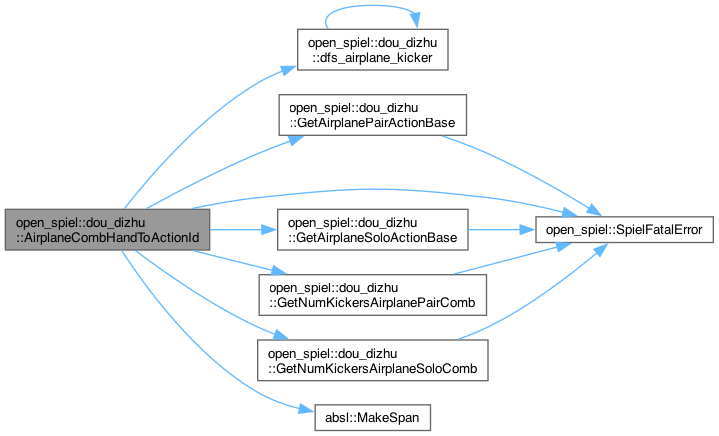 open_spiel::dou_dizhu
::dfs_airplane_kicker
open_spiel::dou_dizhu
::GetAirplanePairActionBase
open_spiel::dou_dizhu
::AirplaneCombHandToActionId
open_spiel::dou_dizhu
::GetAirplaneSoloActionBase
open_spiel::SpielFatalError
open_spiel::dou_dizhu
::GetNumKickersAirplanePairComb
open_spiel::dou_dizhu
::GetNumKickersAirplaneSoloComb
absl::MakeSpan